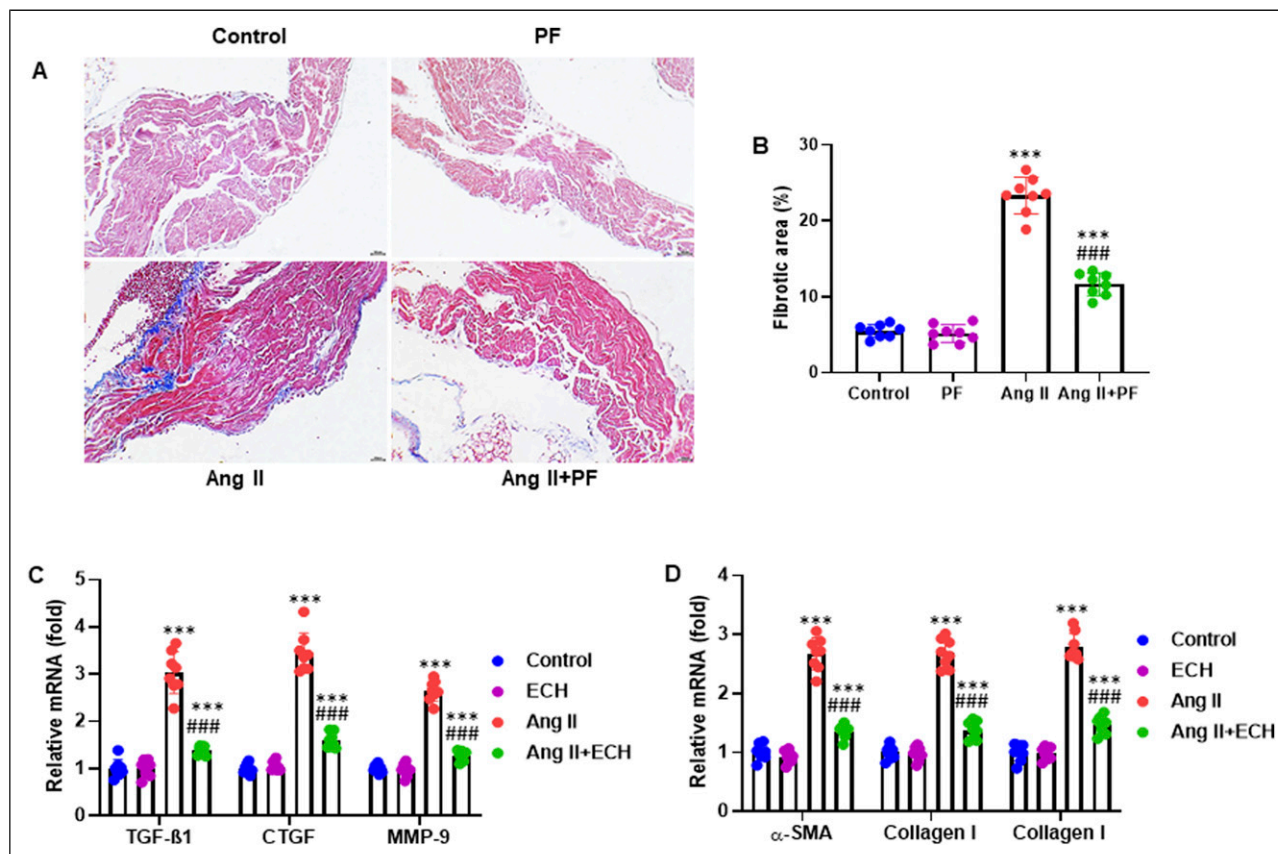 Control PF
A
Ang II Ang II+PF
B
Fibrotic area (%)
30
20
10
0
***
***
###
Control PF Ang II Ang II+PF
C
Relative mRNA (fold)
5
4
3
2
1
0
***
***
###
***
***
###
***
***
###
TGF-ß1 CTGF MMP-9
Control
ECH
Ang II
Ang II+ECH
D
Relative mRNA (fold)
4
3
2
1
0
***
***
###
***
***
###
***
***
###
α-SMA Collagen I Collagen I
Control
ECH
Ang II
Ang II+ECH